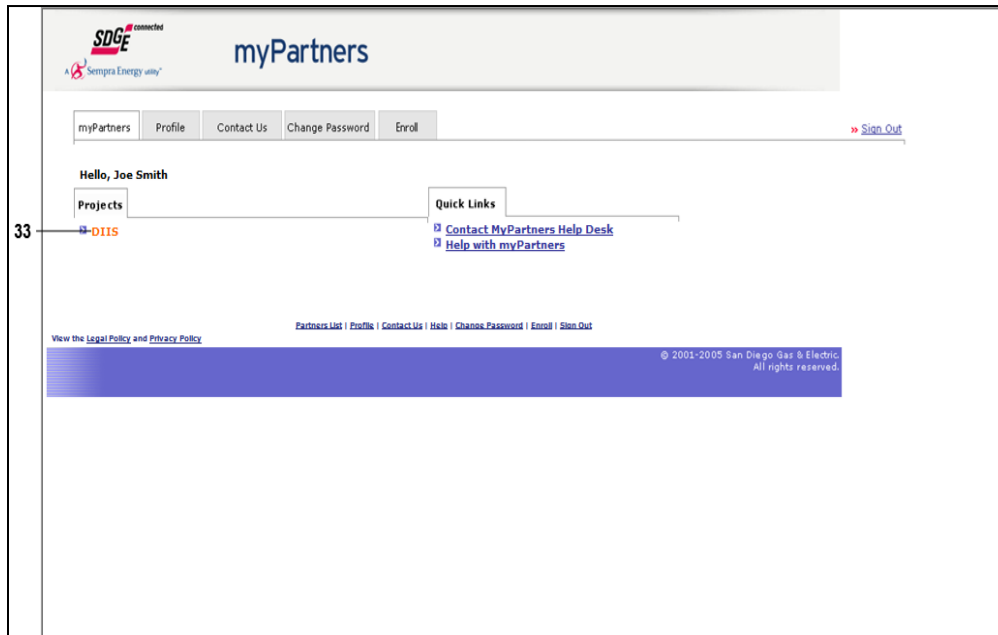 SDGE connected
A Sempra Energy utility
myPartners
myPartners Profile Contact Us Change Password Enroll
» Sign Out
Hello, Joe Smith
Projects
Quick Links
33
DIIS
Contact MyPartners Help Desk
Help with myPartners
Partners List | Profile | Contact Us | Help | Change Password | Enroll | Sign Out
View the Legal Policy and Privacy Policy
© 2001-2005 San Diego Gas & Electric.
All rights reserved.